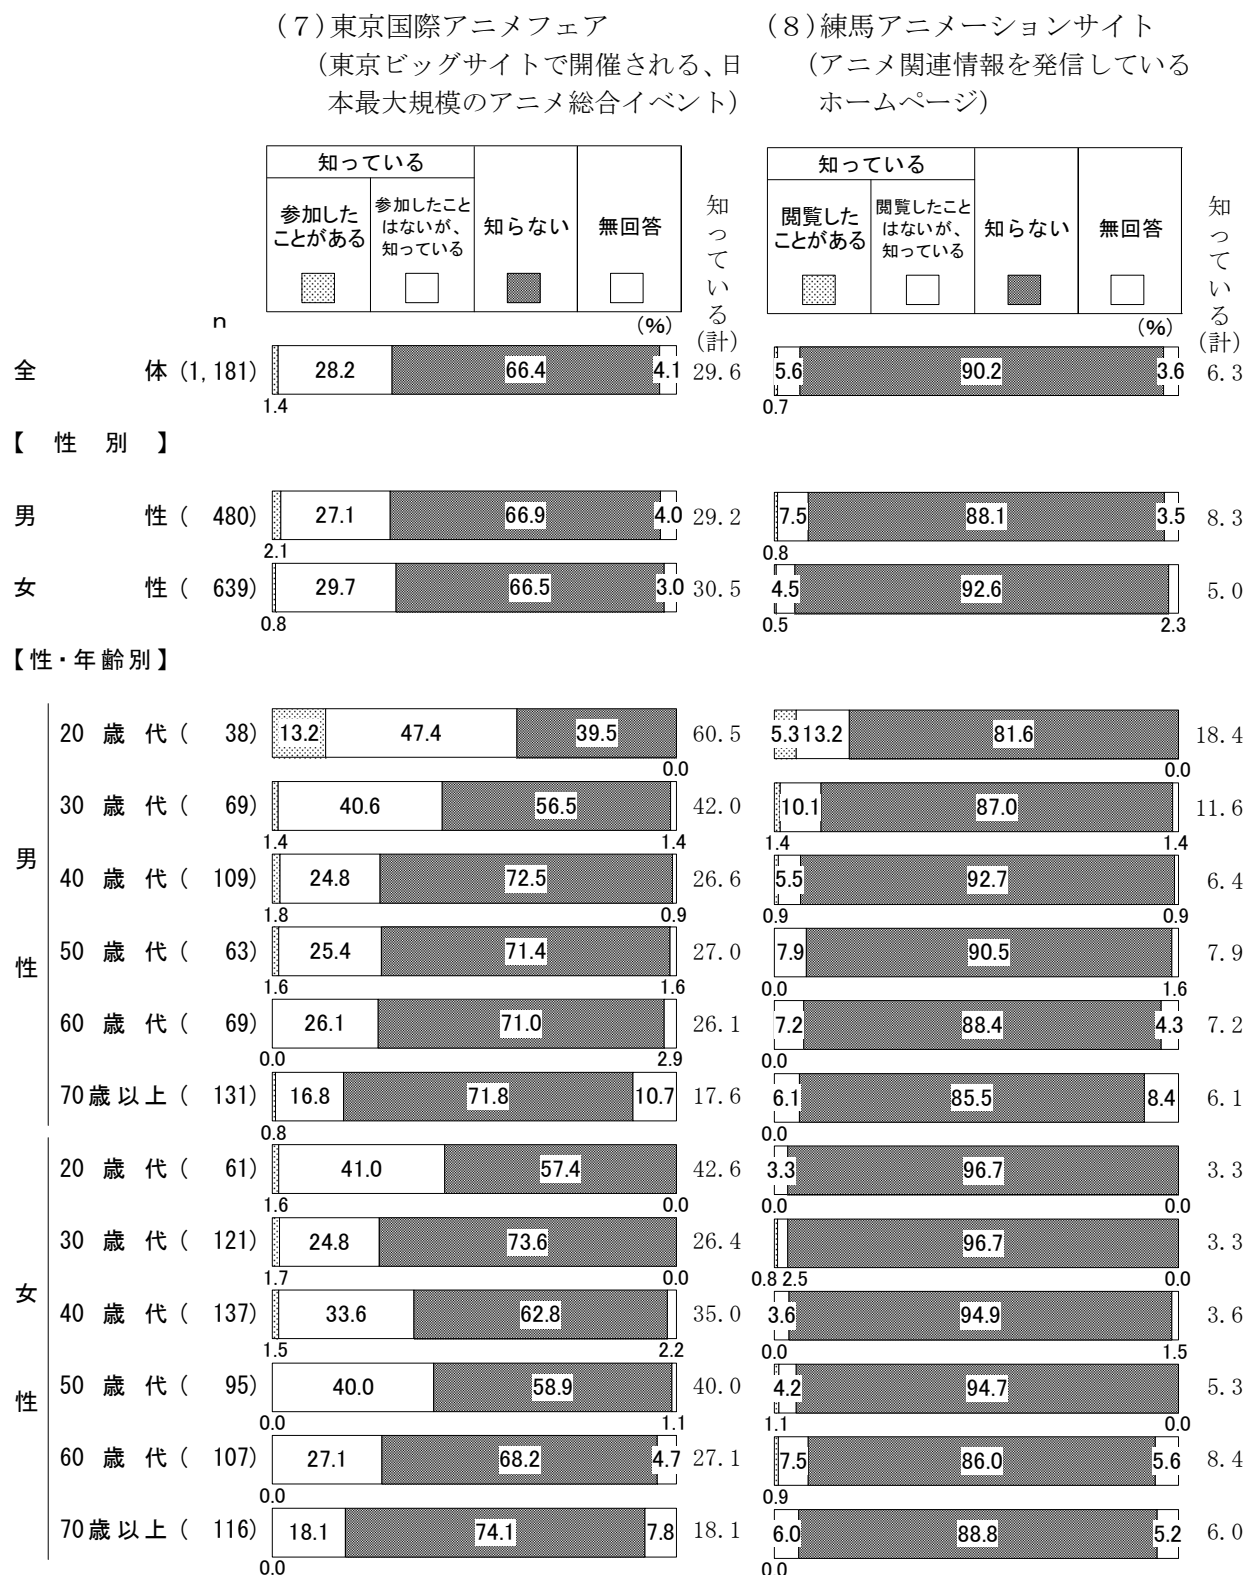 (７)東京国際アニメフェア
(東京ビッグサイトで開催される、日
本最大規模のアニメ総合イベント)
(８)練馬アニメーションサイト
(アニメ関連情報を発信している
ホームページ)
知っている
参加した
ことがある
参加したこと
はないが、
知っている
知らない
無回答
知っている(計)
知っている
閲覧した
ことがある
閲覧したこと
はないが、
知っている
知らない
無回答
知っている(計)
n
(%)
(%)
全 体 (1,181) 28.2 66.4 4.1 29.6 5.6 90.2 3.6 6.3
1.4 0.7
【 性 別 】
男 性 ( 480) 27.1 66.9 4.0 29.2 7.5 88.1 3.5 8.3
2.1 0.8
女 性 ( 639) 29.7 66.5 3.0 30.5 4.5 92.6 5.0
0.8 0.5 2.3
【性・年齢別】
男性
20 歳 代 ( 38) 13.2 47.4 39.5 60.5 5.3 13.2 81.6 18.4
0.0 0.0
30 歳 代 ( 69) 40.6 56.5 42.0 10.1 87.0 11.6
1.4 1.4 1.4 1.4
40 歳 代 ( 109) 24.8 72.5 26.6 5.5 92.7 6.4
1.8 0.9 0.9 0.9
50 歳 代 ( 63) 25.4 71.4 27.0 7.9 90.5 7.9
1.6 1.6 0.0 1.6
60 歳 代 ( 69) 26.1 71.0 26.1 7.2 88.4 4.3 7.2
0.0 2.9 0.0
70歳以上 ( 131) 16.8 71.8 10.7 17.6 6.1 85.5 8.4 6.1
0.8 0.0
女性
20 歳 代 ( 61) 41.0 57.4 42.6 3.3 96.7 3.3
1.6 0.0 0.0 0.0
30 歳 代 ( 121) 24.8 73.6 26.4 96.7 3.3
1.7 0.0 0.8 2.5 0.0
40 歳 代 ( 137) 33.6 62.8 35.0 3.6 94.9 3.6
1.5 2.2 0.0 1.5
50 歳 代 ( 95) 40.0 58.9 40.0 4.2 94.7 5.3
0.0 1.1 1.1 0.0
60 歳 代 ( 107) 27.1 68.2 4.7 27.1 7.5 86.0 5.6 8.4
0.0 0.9
70歳以上 ( 116) 18.1 74.1 7.8 18.1 6.0 88.8 5.2 6.0
0.0 0.0